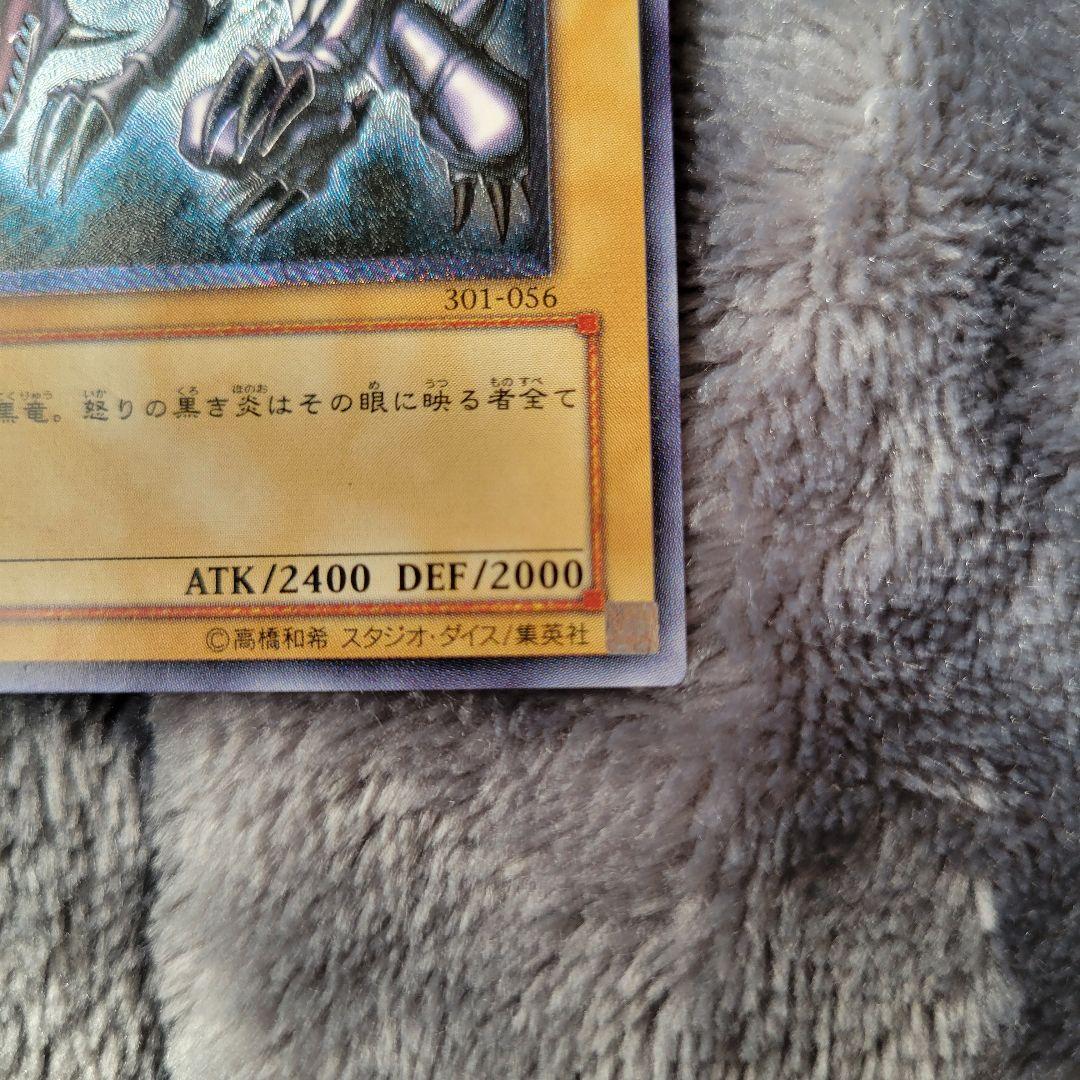 301-056
黒竜。怒りの黒き炎はその眼に映る者全て
ATK/2400 DEF/2000
©高橋和希 スタジオ・ダイス/集英社